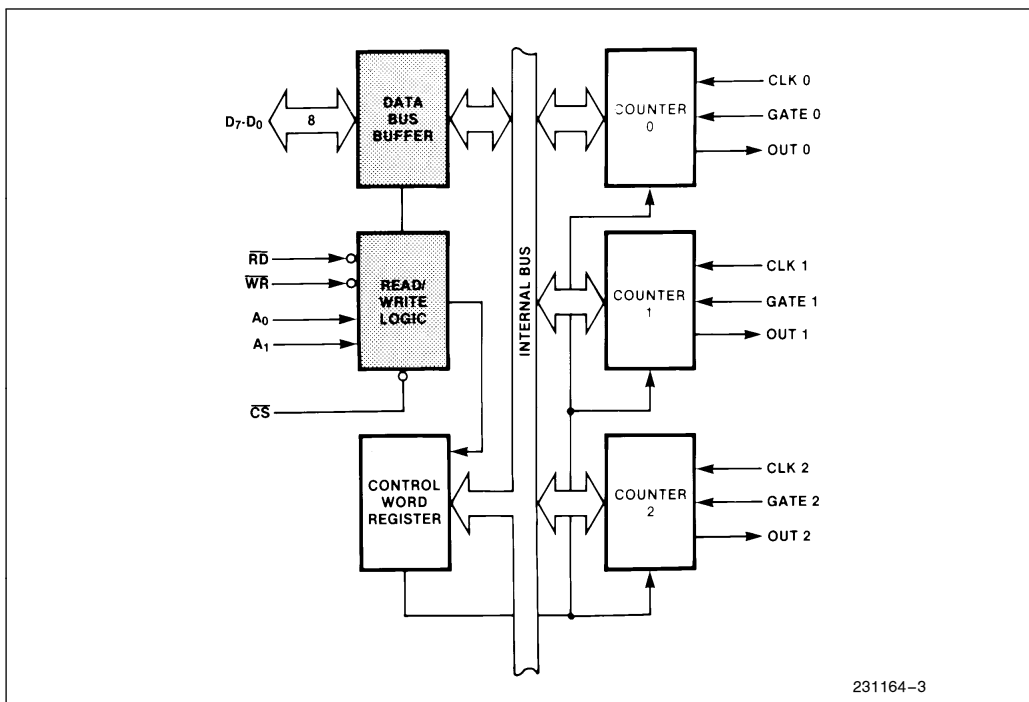 DATA
BUS
BUFFER
D7-D0
8
COUNTER
0
CLK 0
GATE 0
OUT 0
RD
WR
A0
A1
CS
READ/
WRITE
LOGIC
INTERNAL BUS
COUNTER
1
CLK 1
GATE 1
OUT 1
CONTROL
WORD
REGISTER
COUNTER
2
CLK 2
GATE 2
OUT 2
231164–3